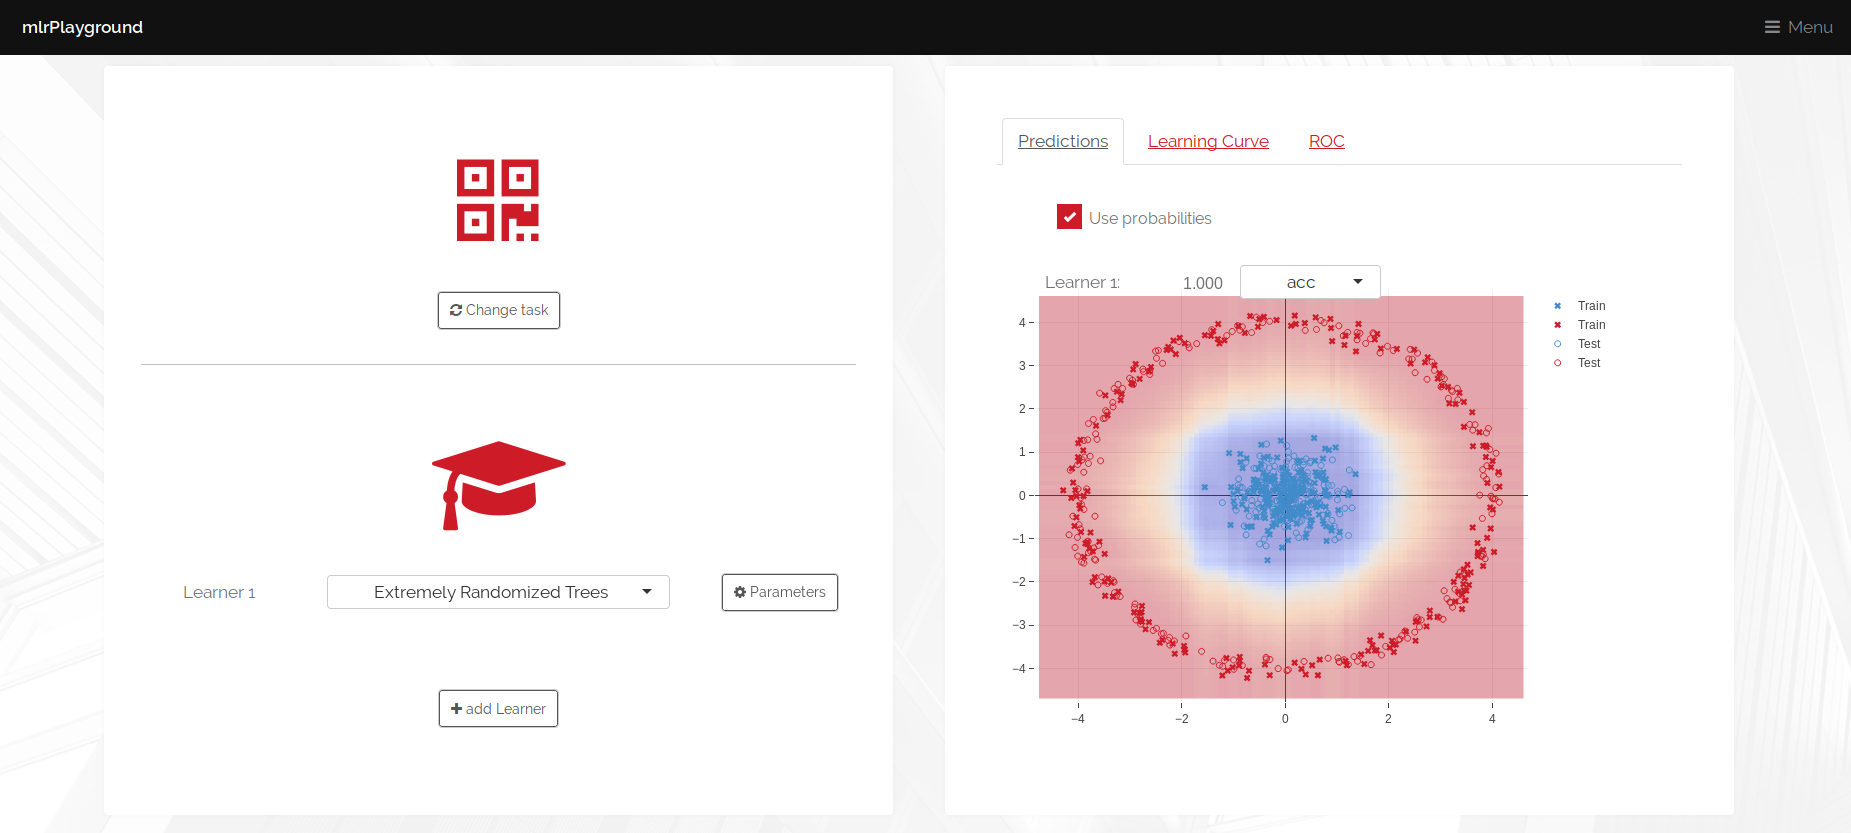 mlrPlayground
Menu
Change task
Learner 1
Extremely Randomized Trees
Parameters
add Learner
Predictions
Learning Curve
ROC
Use probabilities
Learner 1:
1.000
acc
Train
Train
Test
Test
4
3
2
1
0
−1
−2
−3
−4
−4
−2
0
2
4